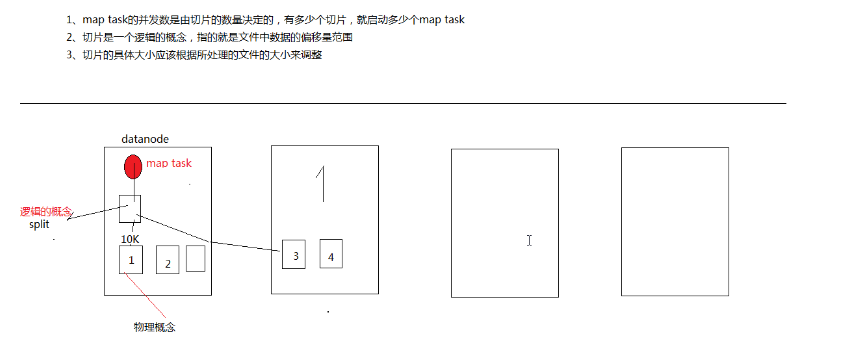 1、map task的并发数是由切片的数量决定的，有多少个切片，就启动多少个map task
2、切片是一个逻辑的概念，指的就是文件中数据的偏移量范围
3、切片的具体大小应该根据所处理的文件的大小来调整
datanode
map task
1
逻辑的概念
split
10K
1
2
3
4
物理概念